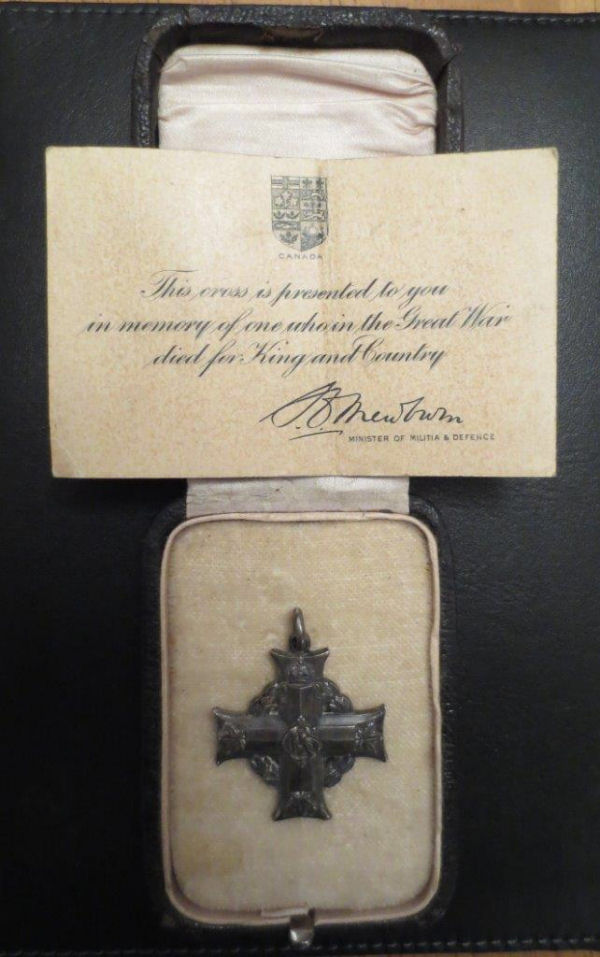 CANADA
This cross is presented to you
in memory of one who in the Great War
died for King and Country
S.C. Mewburn
MINISTER OF MILITIA & DEFENCE